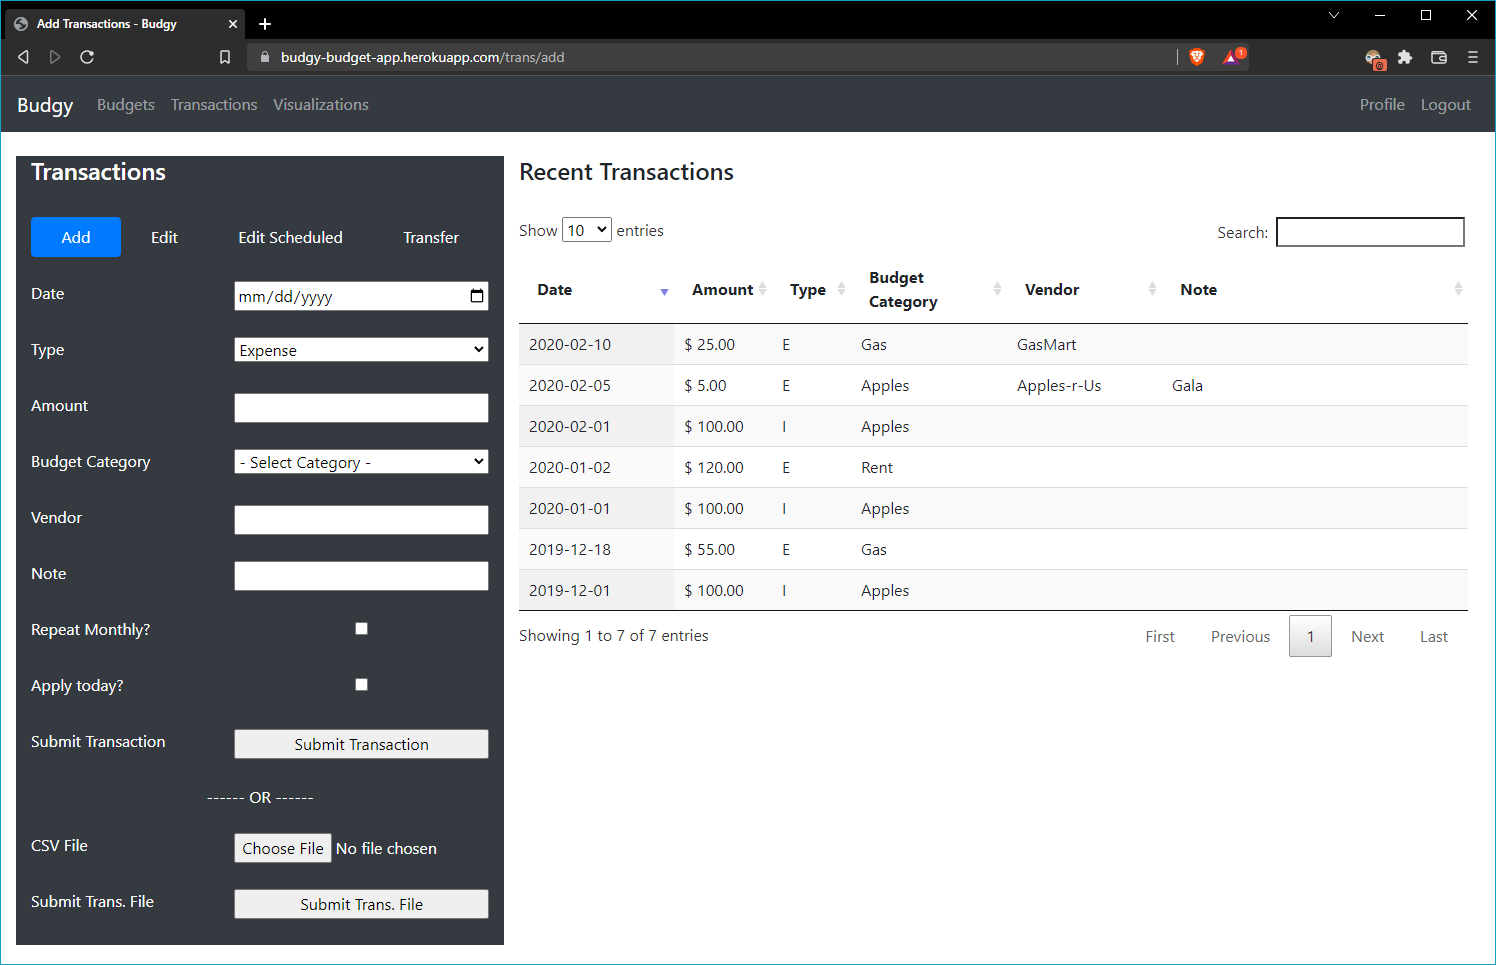 Add Transactions - Budgy
budgy-budget-app.herokuapp.com/trans/add
1
Budgy Budgets Transactions Visualizations Profile Logout
Transactions
Add Edit Edit Scheduled Transfer
Date mm/dd/yyyy
Type Expense
Amount
Budget Category - Select Category -
Vendor
Note
Repeat Monthly?
Apply today?
Submit Transaction Submit Transaction
------ OR ------
CSV File Choose File No file chosen
Submit Trans. File Submit Trans. File
Recent Transactions
Show 10 entries Search:
Date Amount Type Budget Category Vendor Note
2020-02-10 $ 25.00 E Gas GasMart
2020-02-05 $ 5.00 E Apples Apples-r-Us Gala
2020-02-01 $ 100.00 I Apples
2020-01-02 $ 120.00 E Rent
2020-01-01 $ 100.00 I Apples
2019-12-18 $ 55.00 E Gas
2019-12-01 $ 100.00 I Apples
Showing 1 to 7 of 7 entries First Previous 1 Next Last